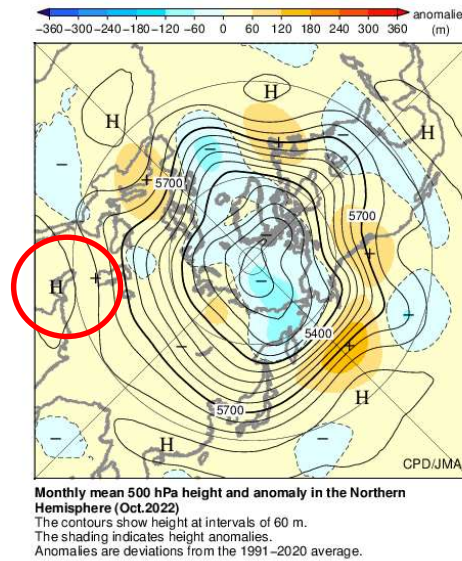 −360−300−240−180−120 −60 0 60 120 180 240 300 360 anomalie
(m)
H
H
H
−
−
−
+
+
5700
5700
−
+
+
H
−
−
+
5400
+
−
5700
H
H
−
−
CPD/JMA
Monthly mean 500 hPa height and anomaly in the Northern
Hemisphere (Oct.2022)
The contours show height at intervals of 60 m.
The shading indicates height anomalies.
Anomalies are deviations from the 1991−2020 average.